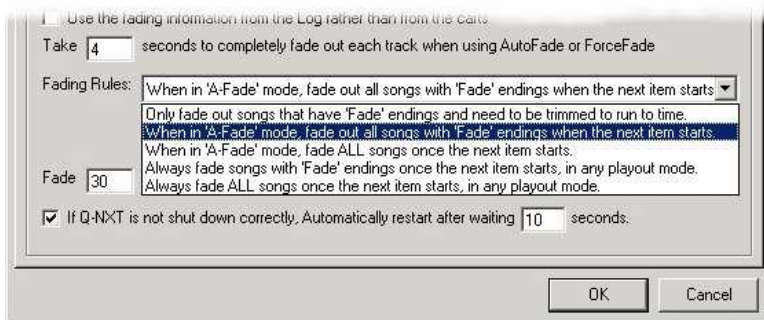 Use the fading information from the Log rather than from the carts
Take 4 seconds to completely fade out each track when using AutoFade or ForceFade
Fading Rules: When in 'A-Fade' mode, fade out all songs with 'Fade' endings when the next item starts
Only fade out songs that have 'Fade' endings and need to be trimmed to run to time.
When in 'A-Fade' mode, fade out all songs with 'Fade' endings when the next item starts.
When in 'A-Fade' mode, fade ALL songs once the next item starts.
Always fade songs with 'Fade' endings once the next item starts, in any playout mode.
Fade 30
Always fade ALL songs once the next item starts, in any playout mode.
If Q-NXT is not shut down correctly, Automatically restart after waiting 10 seconds.
OK Cancel